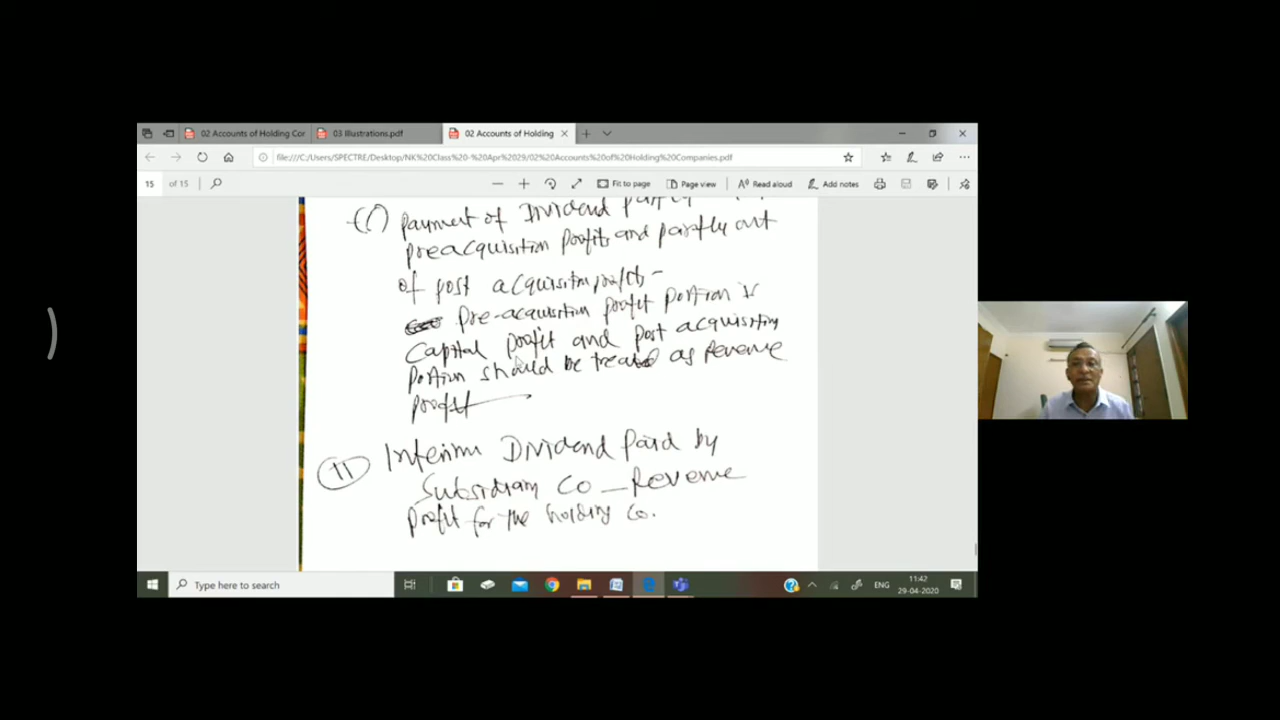 02 Accounts of Holding Cor
03 Illustrations.pdf
02 Accounts of Holding
file:///C:/Users/SPECTRE/Desktop/NK%20Class%20-%20Apr%2029/02%20Accounts%20of%20Holding%20Companies.pdf
15 of 15
Fit to page
Page view
Read aloud
Add notes
Payment of Dividend partly
preacquisition profits and partly out
of post acquisition profits -
Pre-acquisition profit portion is
Capital profit and post acquisition
portion should be treated as Revenue
profit
11 Interim Dividend Paid by
Subsidiary Co - Revenue
profit for the holding Co.
Type here to search
ENG
11:42
29-04-2020